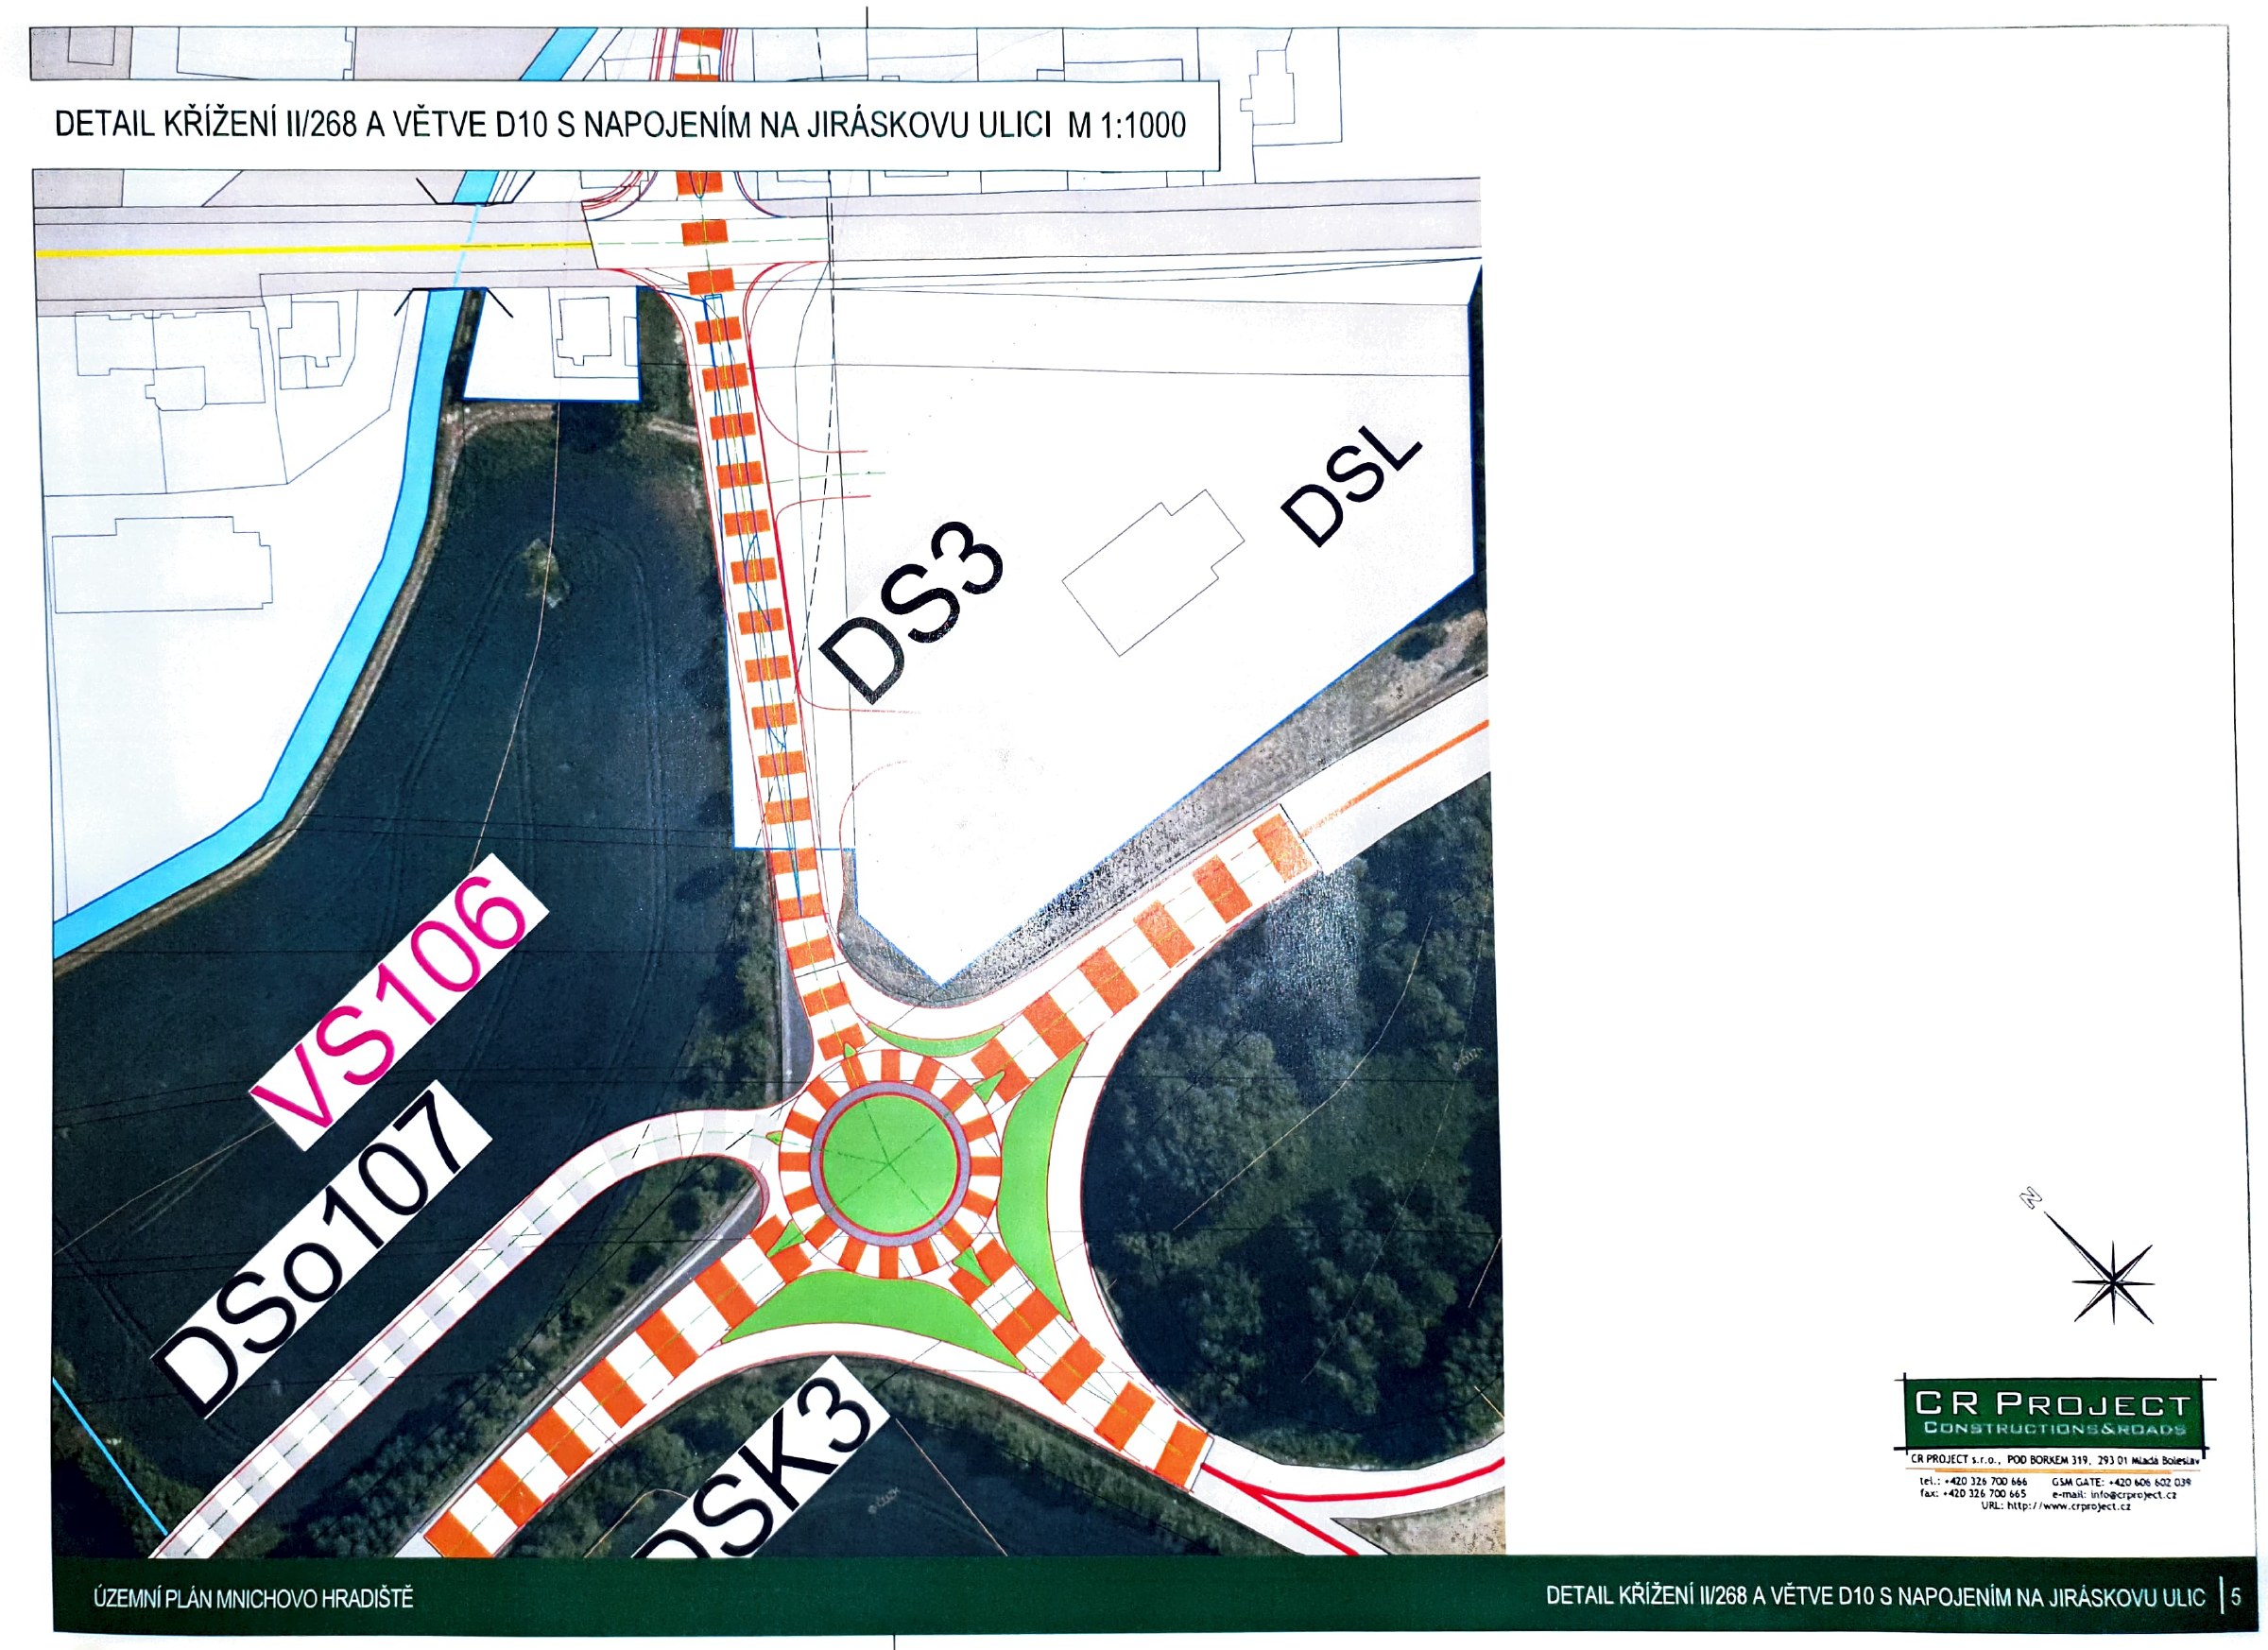 DETAIL KŘÍŽENÍ II/268 A VĚTVE D10 S NAPOJENÍM NA JIRÁSKOVU ULICI M 1:1000
DSL
DS3
VS106
DSo107
DSK3
N
CR PROJECT
CONSTRUCTIONS&ROADS
CR PROJECT s.r.o., POD BORKEM 319, 293 01 Mladá Boleslav
tel.: +420 326 700 666 GSM GATE: +420 606 602 039
fax: +420 326 700 665 e-mail: info@crproject.cz
URL: http://www.crproject.cz
ÚZEMNÍ PLÁN MNICHOVO HRADIŠTĚ
DETAIL KŘÍŽENÍ II/268 A VĚTVE D10 S NAPOJENÍM NA JIRÁSKOVU ULIC 5